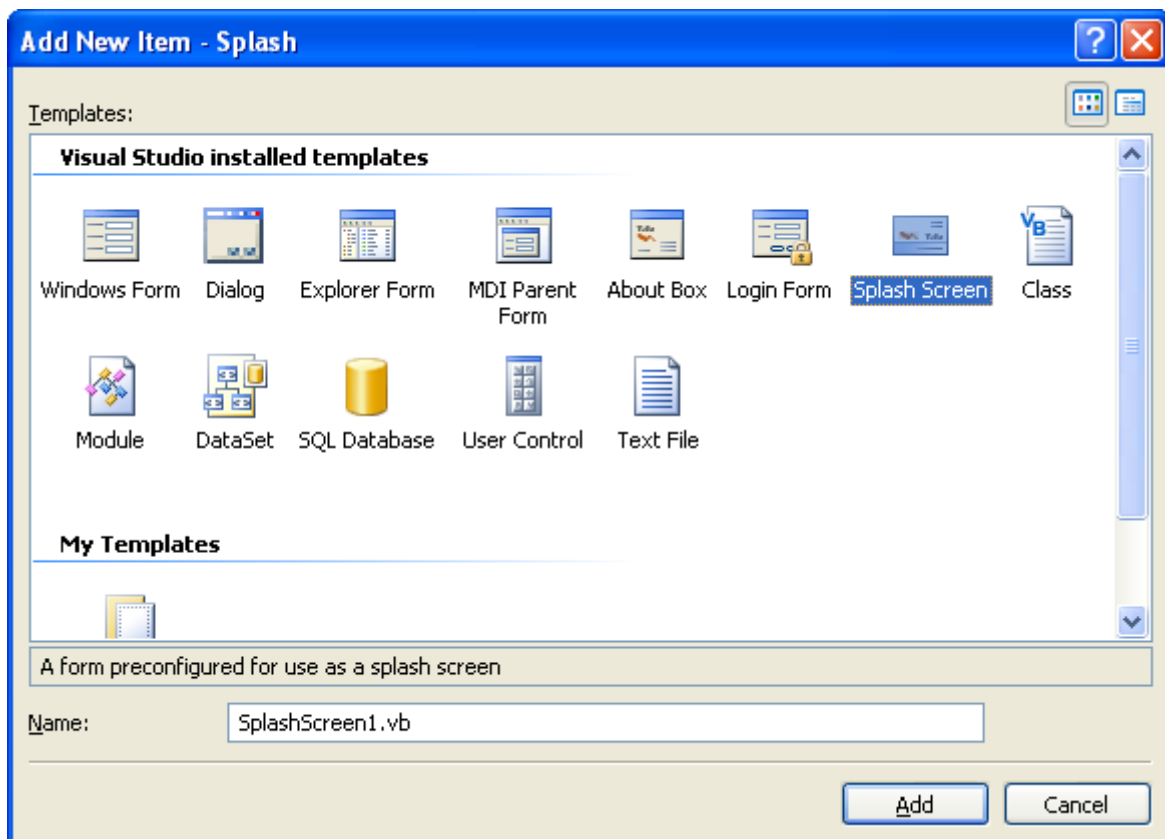 Add New Item - Splash
Templates:
Visual Studio installed templates
Windows Form Dialog Explorer Form MDI Parent Form About Box Login Form Splash Screen Class
Module DataSet SQL Database User Control Text File
My Templates
A form preconfigured for use as a splash screen
Name: SplashScreen1.vb
Add Cancel